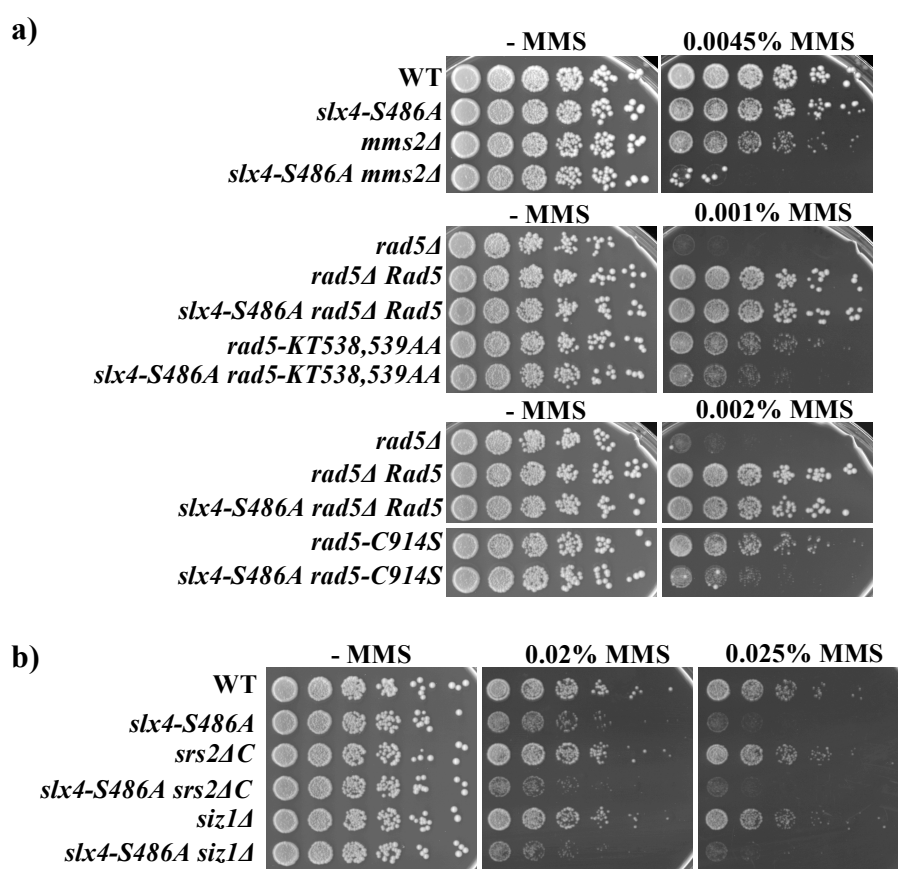 a)
- MMS 0.0045% MMS
WT
slx4-S486A
mms2Δ
slx4-S486A mms2Δ
- MMS 0.001% MMS
rad5Δ
rad5Δ Rad5
slx4-S486A rad5Δ Rad5
rad5-KT538,539AA
slx4-S486A rad5-KT538,539AA
- MMS 0.002% MMS
rad5Δ
rad5Δ Rad5
slx4-S486A rad5Δ Rad5
rad5-C914S
slx4-S486A rad5-C914S
b)
- MMS 0.02% MMS 0.025% MMS
WT
slx4-S486A
srs2ΔC
slx4-S486A srs2ΔC
siz1Δ
slx4-S486A siz1Δ